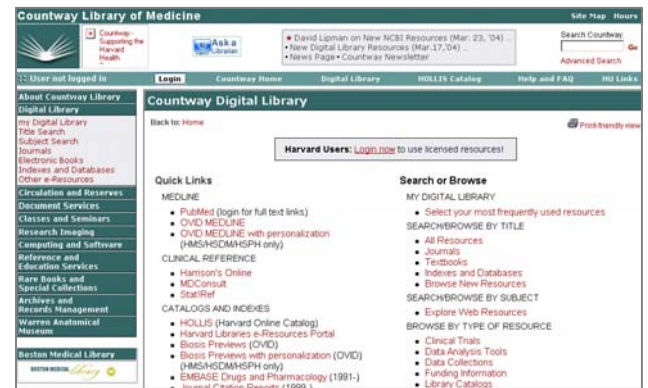 Countway Library of Medicine
Site Map Hours
Countway-
Supporting the
Harvard
Health
Ask a
Librarian
David Lipman on New NCBI Resources (Mar. 23, '04) ...
•New Digital Library Resources (Mar.17,'04) ...
•News Page• Countway Newsletter
Search Countway:
Go
Advanced Search
:: User not logged in
Login
Countway Home
Digital Library
HOLLIS Catalog
Help and FAQ
HU Links
About Countway Library
Digital Library
my Digital Library
Title Search
Subject Search
Journals
Electronic Books
Indexes and Databases
Other e-Resources
Circulation and Reserves
Document Services
Classes and Seminars
Research Imaging
Computing and Software
Reference and
Education Services
Rare Books and
Special Collections
Archives and
Records Management
Warren Anatomical
Museum
Boston Medical Library
BOSTON MEDICAL library
Countway Digital Library
Back to: Home
Print-friendly view
Harvard Users: Login now to use licensed resources!
Quick Links
MEDLINE
• PubMed (login for full text links)
• OVID MEDLINE
• OVID MEDLINE with personalization
(HMS/HSDM/HSPH only)
CLINICAL REFERENCE
• Harrison's Online
• MDConsult
• Stat!Ref
CATALOGS AND INDEXES
• HOLLIS (Harvard Online Catalog)
• Harvard Libraries e-Resources Portal
• Biosis Previews (OVID)
• Biosis Previews with personalization (OVID)
(HMS/HSDM/HSPH only)
• EMBASE Drugs and Pharmacology (1991-)
• Journal Citation Reports (1999-)
Search or Browse
MY DIGITAL LIBRARY
• Select your most frequently used resources
SEARCH/BROWSE BY TITLE
• All Resources
• Journals
• Textbooks
• Indexes and Databases
• Browse New Resources
SEARCH/BROWSE BY SUBJECT
• Explore Web Resources
BROWSE BY TYPE OF RESOURCE
• Clinical Trials
• Data Analysis Tools
• Data Collections
• Funding Information
• Library Catalogs